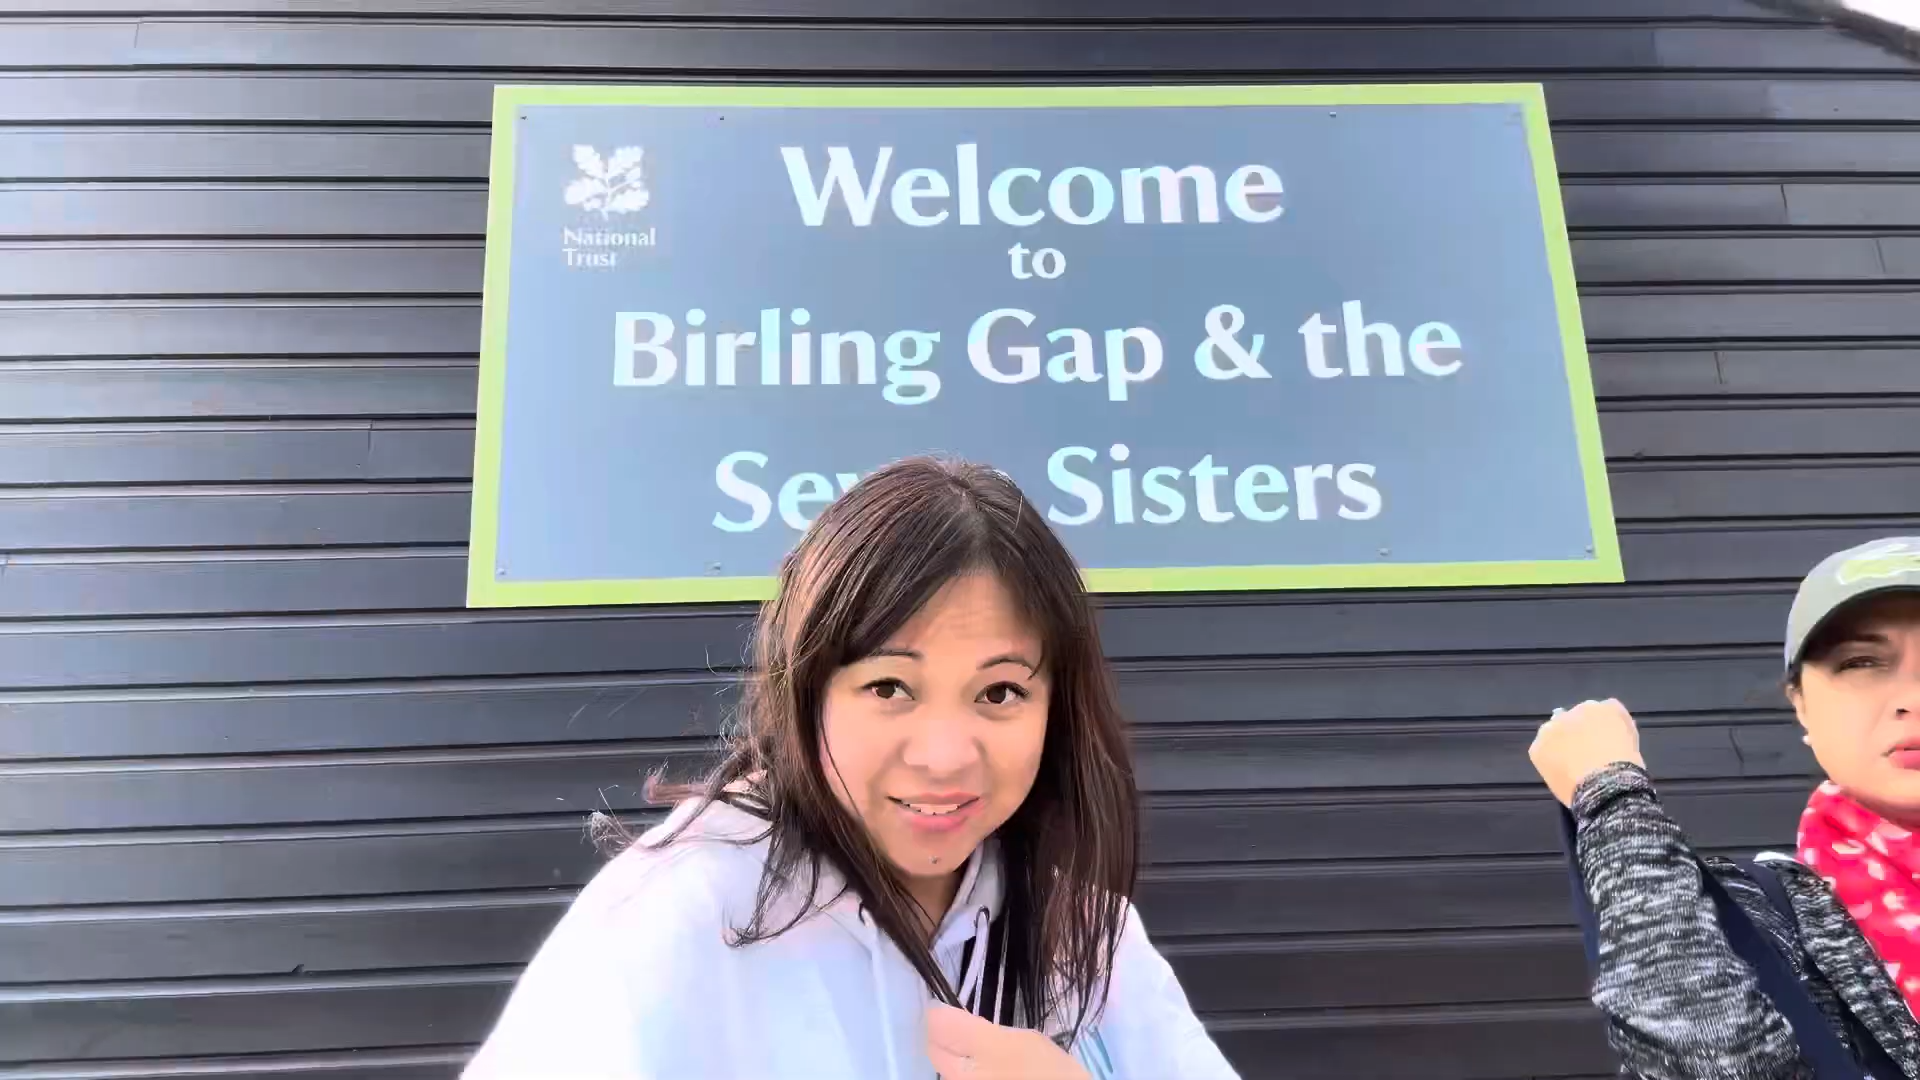 National
Trust
Welcome
to
Birling Gap & the
Sisters